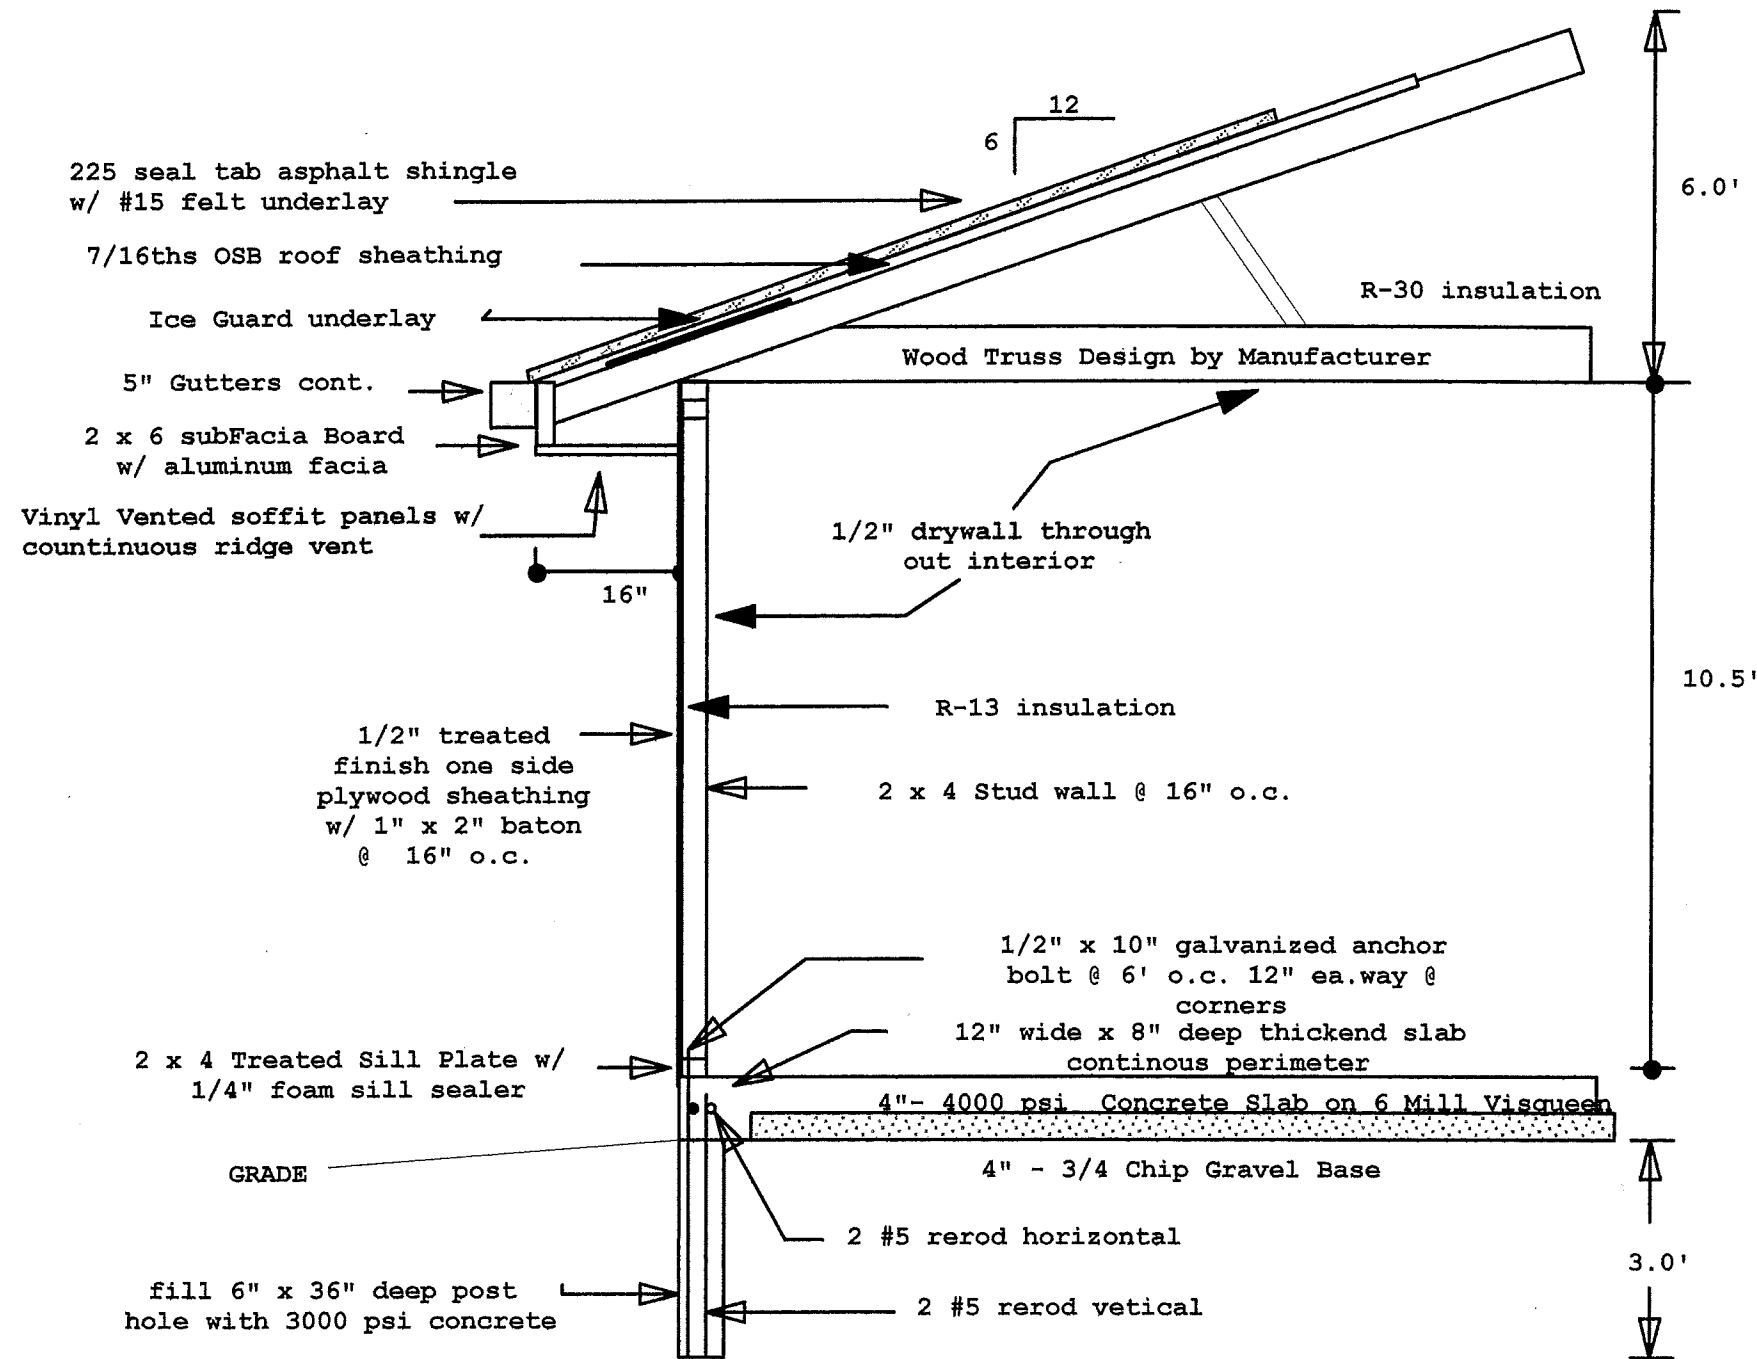 12
6
6.0'
225 seal tab asphalt shingle
w/ #15 felt underlay
7/16ths OSB roof sheathing
R-30 insulation
Ice Guard underlay
Wood Truss Design by Manufacturer
5" Gutters cont.
2 x 6 subFacia Board
w/ aluminum facia
Vinyl Vented soffit panels w/
countinuous ridge vent
1/2" drywall through
out interior
16"
10.5'
R-13 insulation
1/2" treated
finish one side
plywood sheathing
w/ 1" x 2" baton
@ 16" o.c.
2 x 4 Stud wall @ 16" o.c.
1/2" x 10" galvanized anchor
bolt @ 6' o.c. 12" ea.way @
corners
12" wide x 8" deep thickend slab
continous perimeter
2 x 4 Treated Sill Plate w/
1/4" foam sill sealer
4"- 4000 psi Concrete Slab on 6 Mill Visqueen
GRADE
4" - 3/4 Chip Gravel Base
2 #5 rerod horizontal
3.0'
fill 6" x 36" deep post
hole with 3000 psi concrete
2 #5 rerod vetical